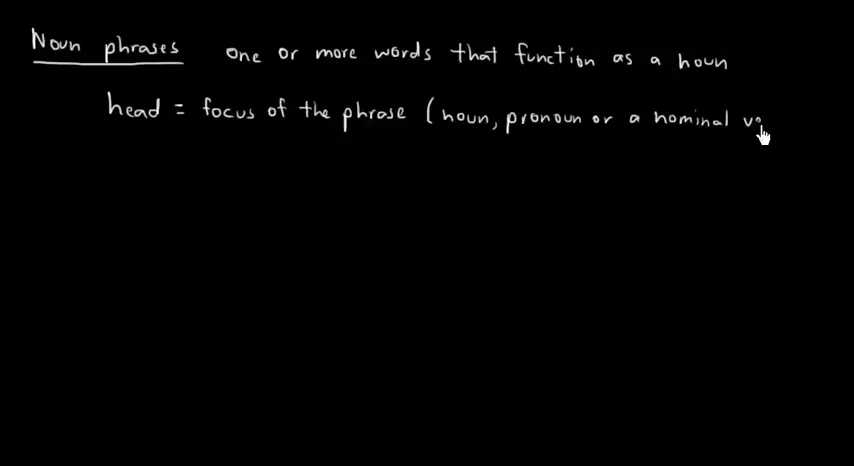 Noun phrases one or more words that function as a noun
head = focus of the phrase (noun, pronoun or a nominal